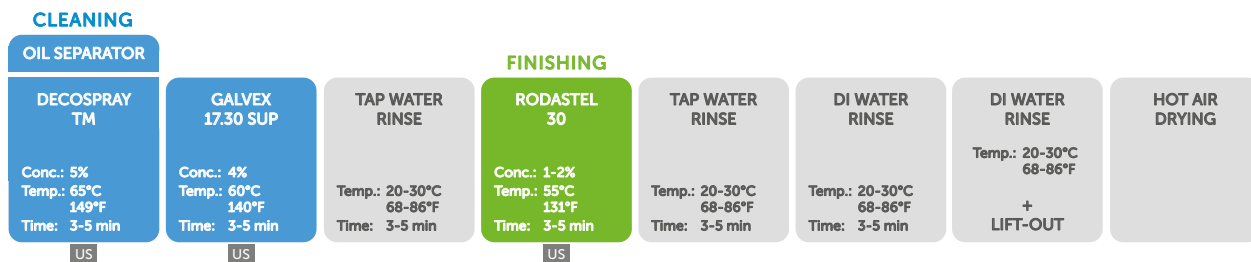 CLEANING
OIL SEPARATOR
DECOSPRAY
TM
Conc.: 5%
Temp.: 65°C
149°F
Time: 3-5 min
US
GALVEX
17.30 SUP
Conc.: 4%
Temp.: 60°C
140°F
Time: 3-5 min
US
TAP WATER
RINSE
Temp.: 20-30°C
68-86°F
Time: 3-5 min
FINISHING
RODASTEL
30
Conc.: 1-2%
Temp.: 55°C
131°F
Time: 3-5 min
US
TAP WATER
RINSE
Temp.: 20-30°C
68-86°F
Time: 3-5 min
DI WATER
RINSE
Temp.: 20-30°C
68-86°F
Time: 3-5 min
DI WATER
RINSE
Temp.: 20-30°C
68-86°F
+
LIFT-OUT
HOT AIR
DRYING